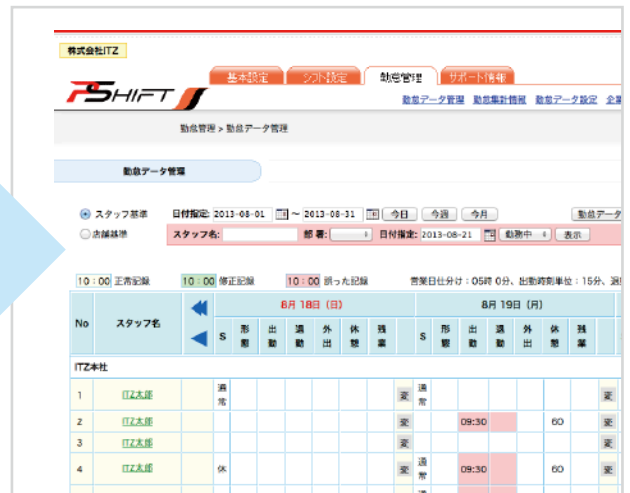 株式会社ITZ
PSHIFT
基本設定 シフト設定 勤怠管理 サポート情報
勤怠データ管理 勤怠集計情報 勤怠データ設定
勤怠管理 > 勤怠データ管理
勤怠データ管理
スタッフ基準 日付指定: 2013-08-01 ~ 2013-08-31 今日 今週 今月 勤怠データ
店舗基準 スタッフ名: 部署: 日付指定: 2013-08-21 勤務中 表示
10:00 正常記録 10:00 修正記録 10:00 誤った記録 営業日仕分け:05時 0分、出勤時刻単位:15分、退
8月 18日 (日) 8月 19日 (月)
No スタッフ名 S 形態 出勤 退勤 外出 休憩 残業 S 形態 出勤 退勤 外出 休憩 残業
ITZ本社
1 ITZ太郎 通常 変 通常 変
2 ITZ太郎 変 09:30 60 変
3 ITZ太郎 変 変
4 ITZ太郎 休 変 通常 09:30 60 変